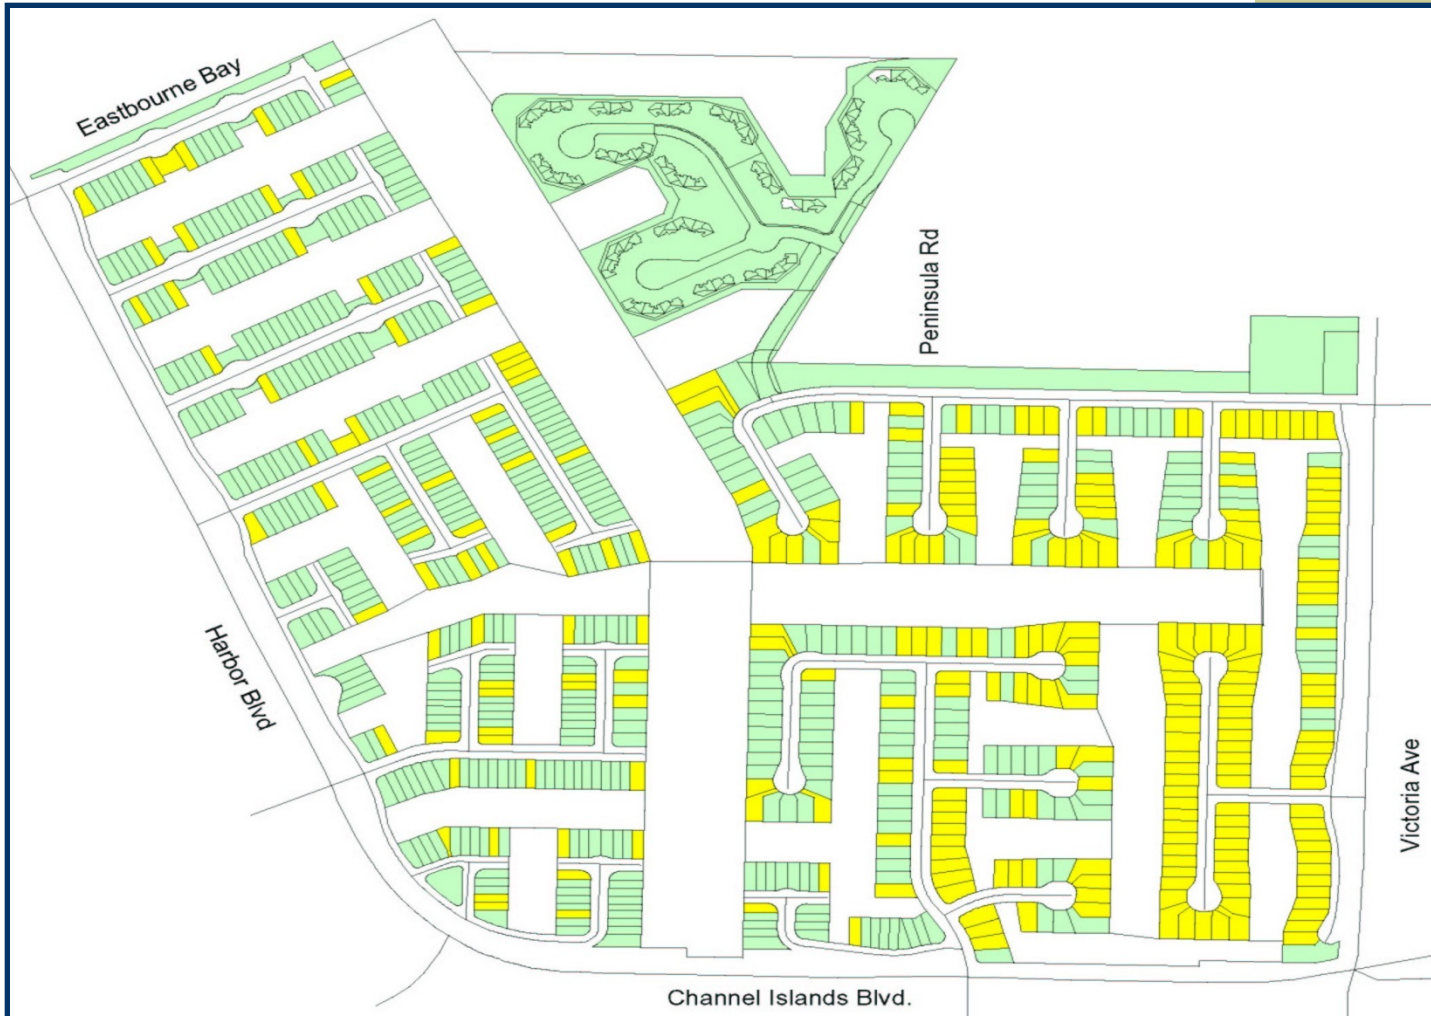 Eastbourne Bay
Peninsula Rd
Harbor Blvd
Victoria Ave
Channel Islands Blvd.